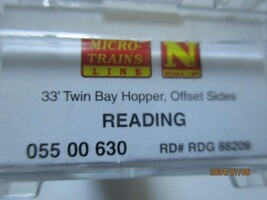 MICRO-
TRAINS
LINE
N
33' Twin Bay Hopper, Offset Sides
READING
055 00 630
RD# RDG 88209